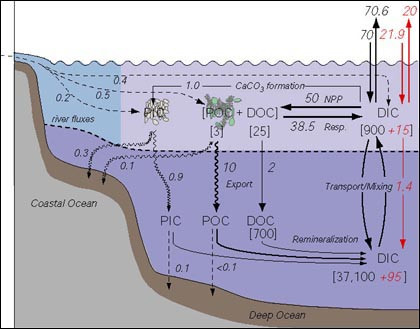 70.6
20
70
21.9
0.4
0.5
0.2
1.0
CaCO3 formation
50 NPP
PIC
[POC + DOC]
DIC
38.5
Resp.
[3]
[25]
[900 +15]
river fluxes
0.3
0.1
0.9
10
2
1.4
Export
Transport/Mixing
Coastal Ocean
PIC
POC
DOC
[700]
Remineralization
DIC
0.1
<0.1
[37,100 +95]
Deep Ocean